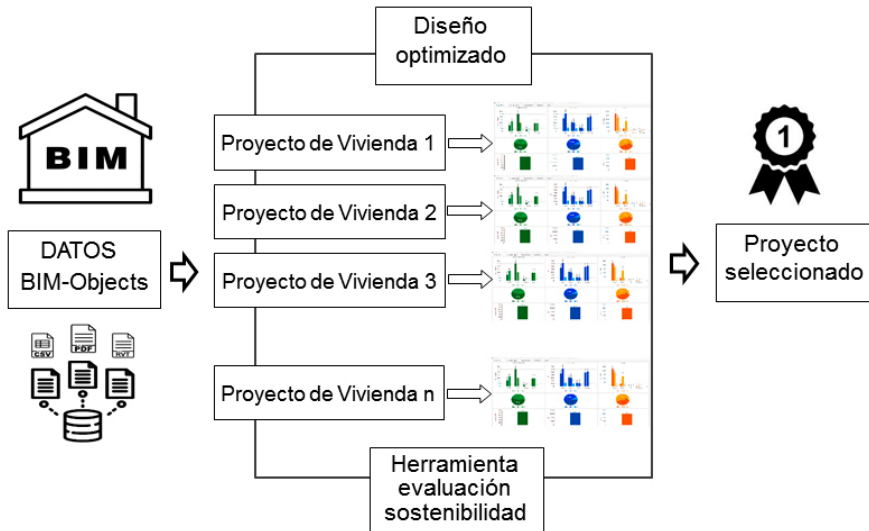 Diseño
optimizado
BIM
DATOS
BIM-Objects
CSV
PDF
RVT
Proyecto de Vivienda 1
Proyecto de Vivienda 2
Proyecto de Vivienda 3
Proyecto de Vivienda n
Herramienta
evaluación
sostenibilidad
1
Proyecto
seleccionado